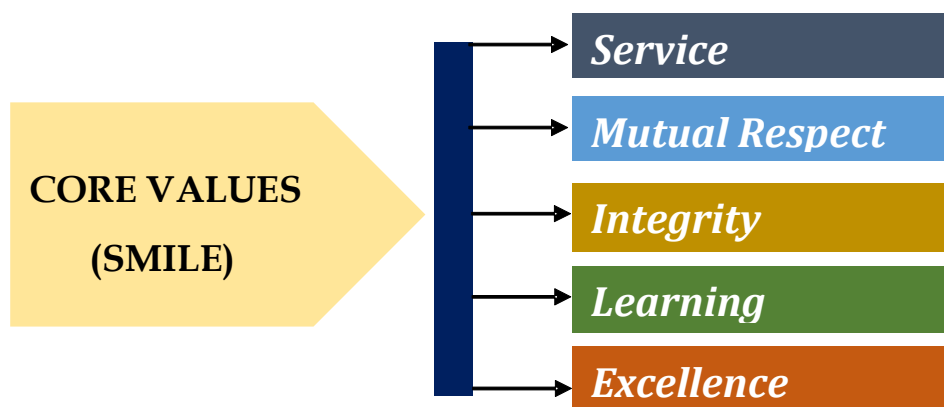 CORE VALUES
(SMILE)
Service
Mutual Respect
Integrity
Learning
Excellence